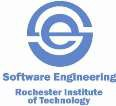 Software Engineering
Rochester Institute
of Technology